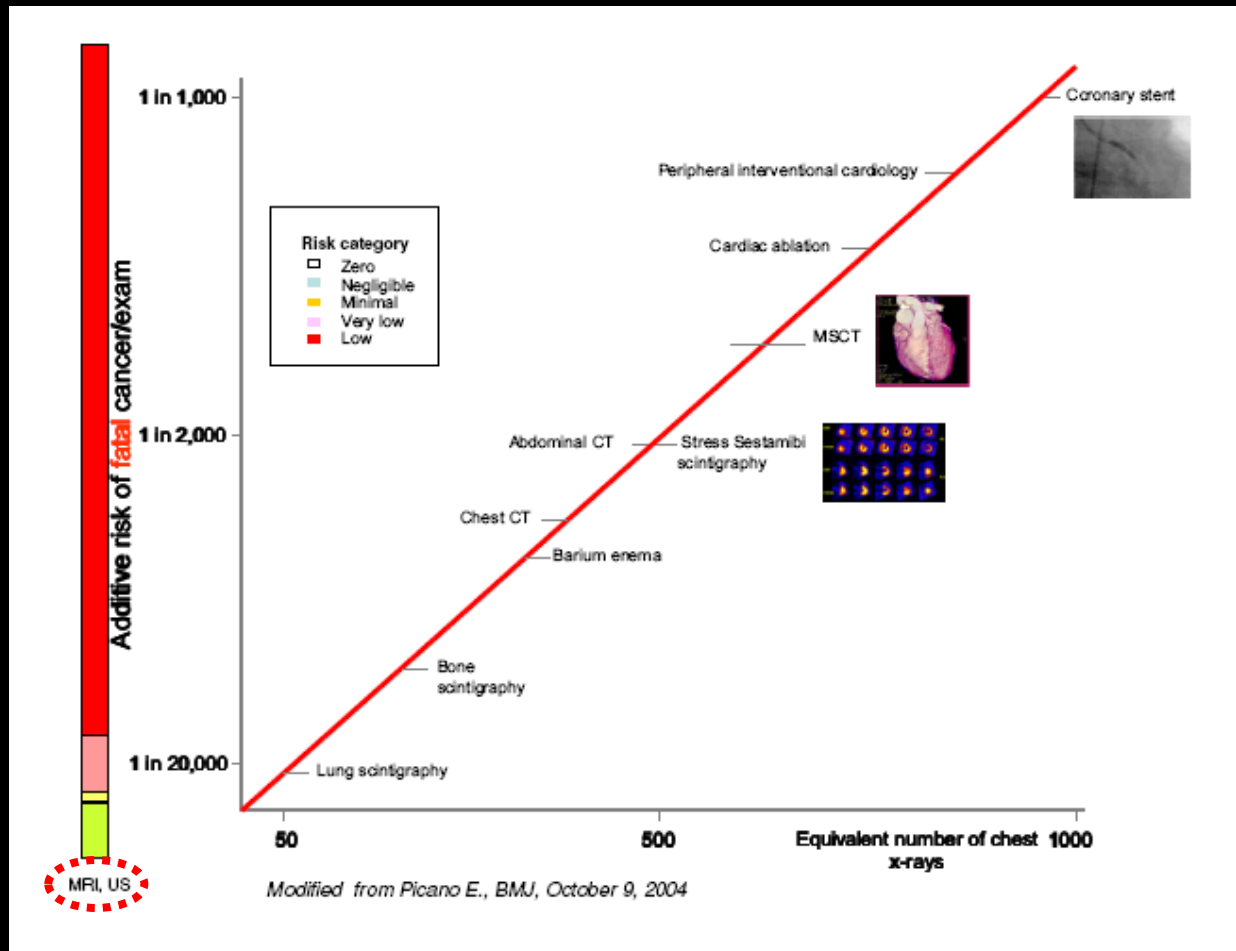 1 in 1,000
1 in 2,000
1 in 20,000
Additive risk of fatal cancer/exam
Risk category
Zero
Negligible
Minimal
Very low
Low
Coronary stent
Peripheral interventional cardiology
Cardiac ablation
MSCT
Abdominal CT
Stress Sestamibi
scintigraphy
Chest CT
Barium enema
Bone
scintigraphy
Lung scintigraphy
50
500
Equivalent number of chest
x-rays
1000
MRI, US
Modified from Picano E., BMJ, October 9, 2004